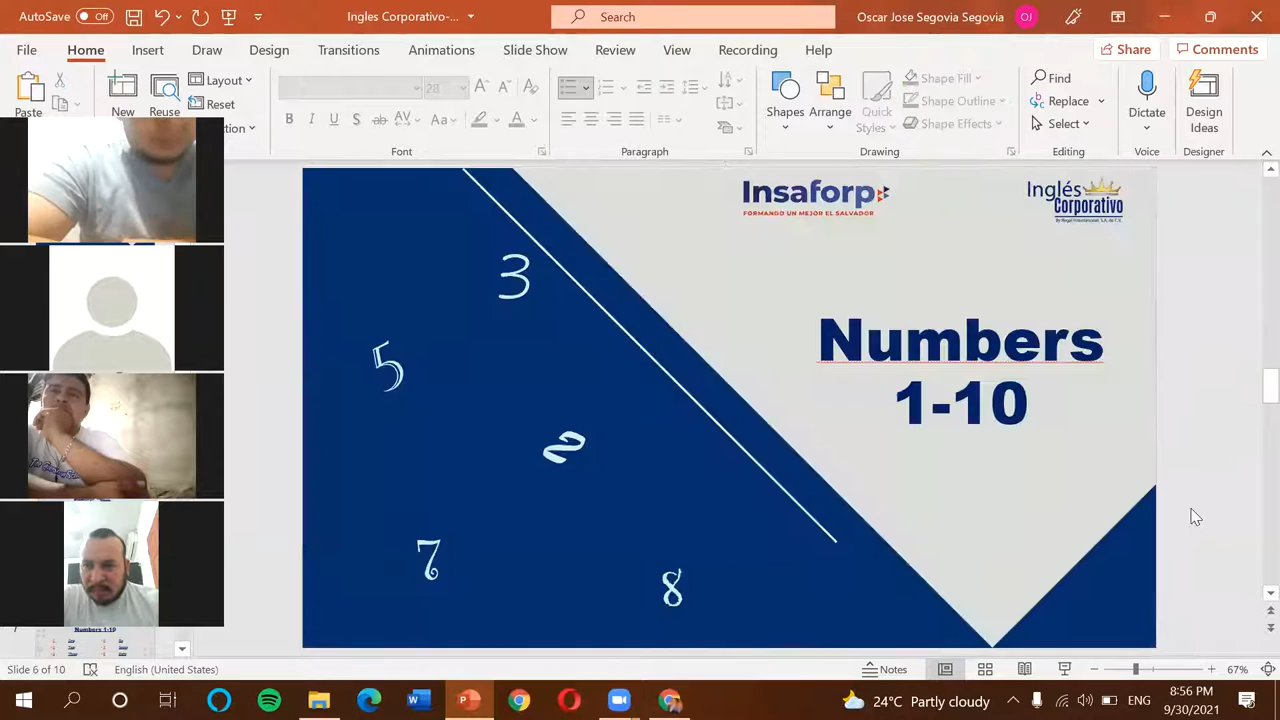 AutoSave Off Ingles Corporativo-... Search Oscar Jose Segovia Segovia OJ
File Home Insert Draw Design Transitions Animations Slide Show Review View Recording Help Share Comments
Paste New Reuse Layout Reset Shapes Arrange Quick Styles Shape Fill Shape Outline Shape Effects Find Replace Select Dictate Design Ideas
Font Paragraph Drawing Editing Voice Designer
Insaforp
FORMANDO UN MEJOR EL SALVADOR
Inglés
Corporativo
3
5
2
7
8
Numbers
1-10
Numbers 1-10
Slide 6 of 10 English (United States) Notes 67%
24°C Partly cloudy ENG 8:56 PM
9/30/2021